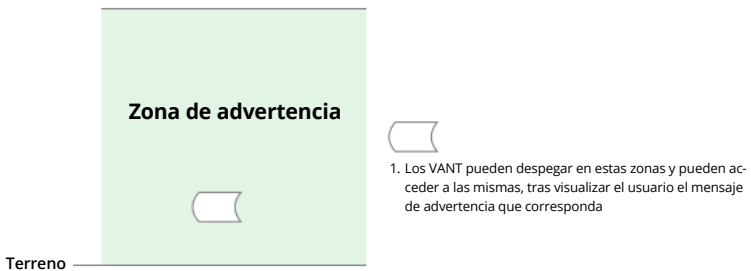 Zona de advertencia
1. Los VANT pueden despegar en estas zonas y pueden ac-
ceder a las mismas, tras visualizar el usuario el mensaje
de advertencia que corresponda
Terreno